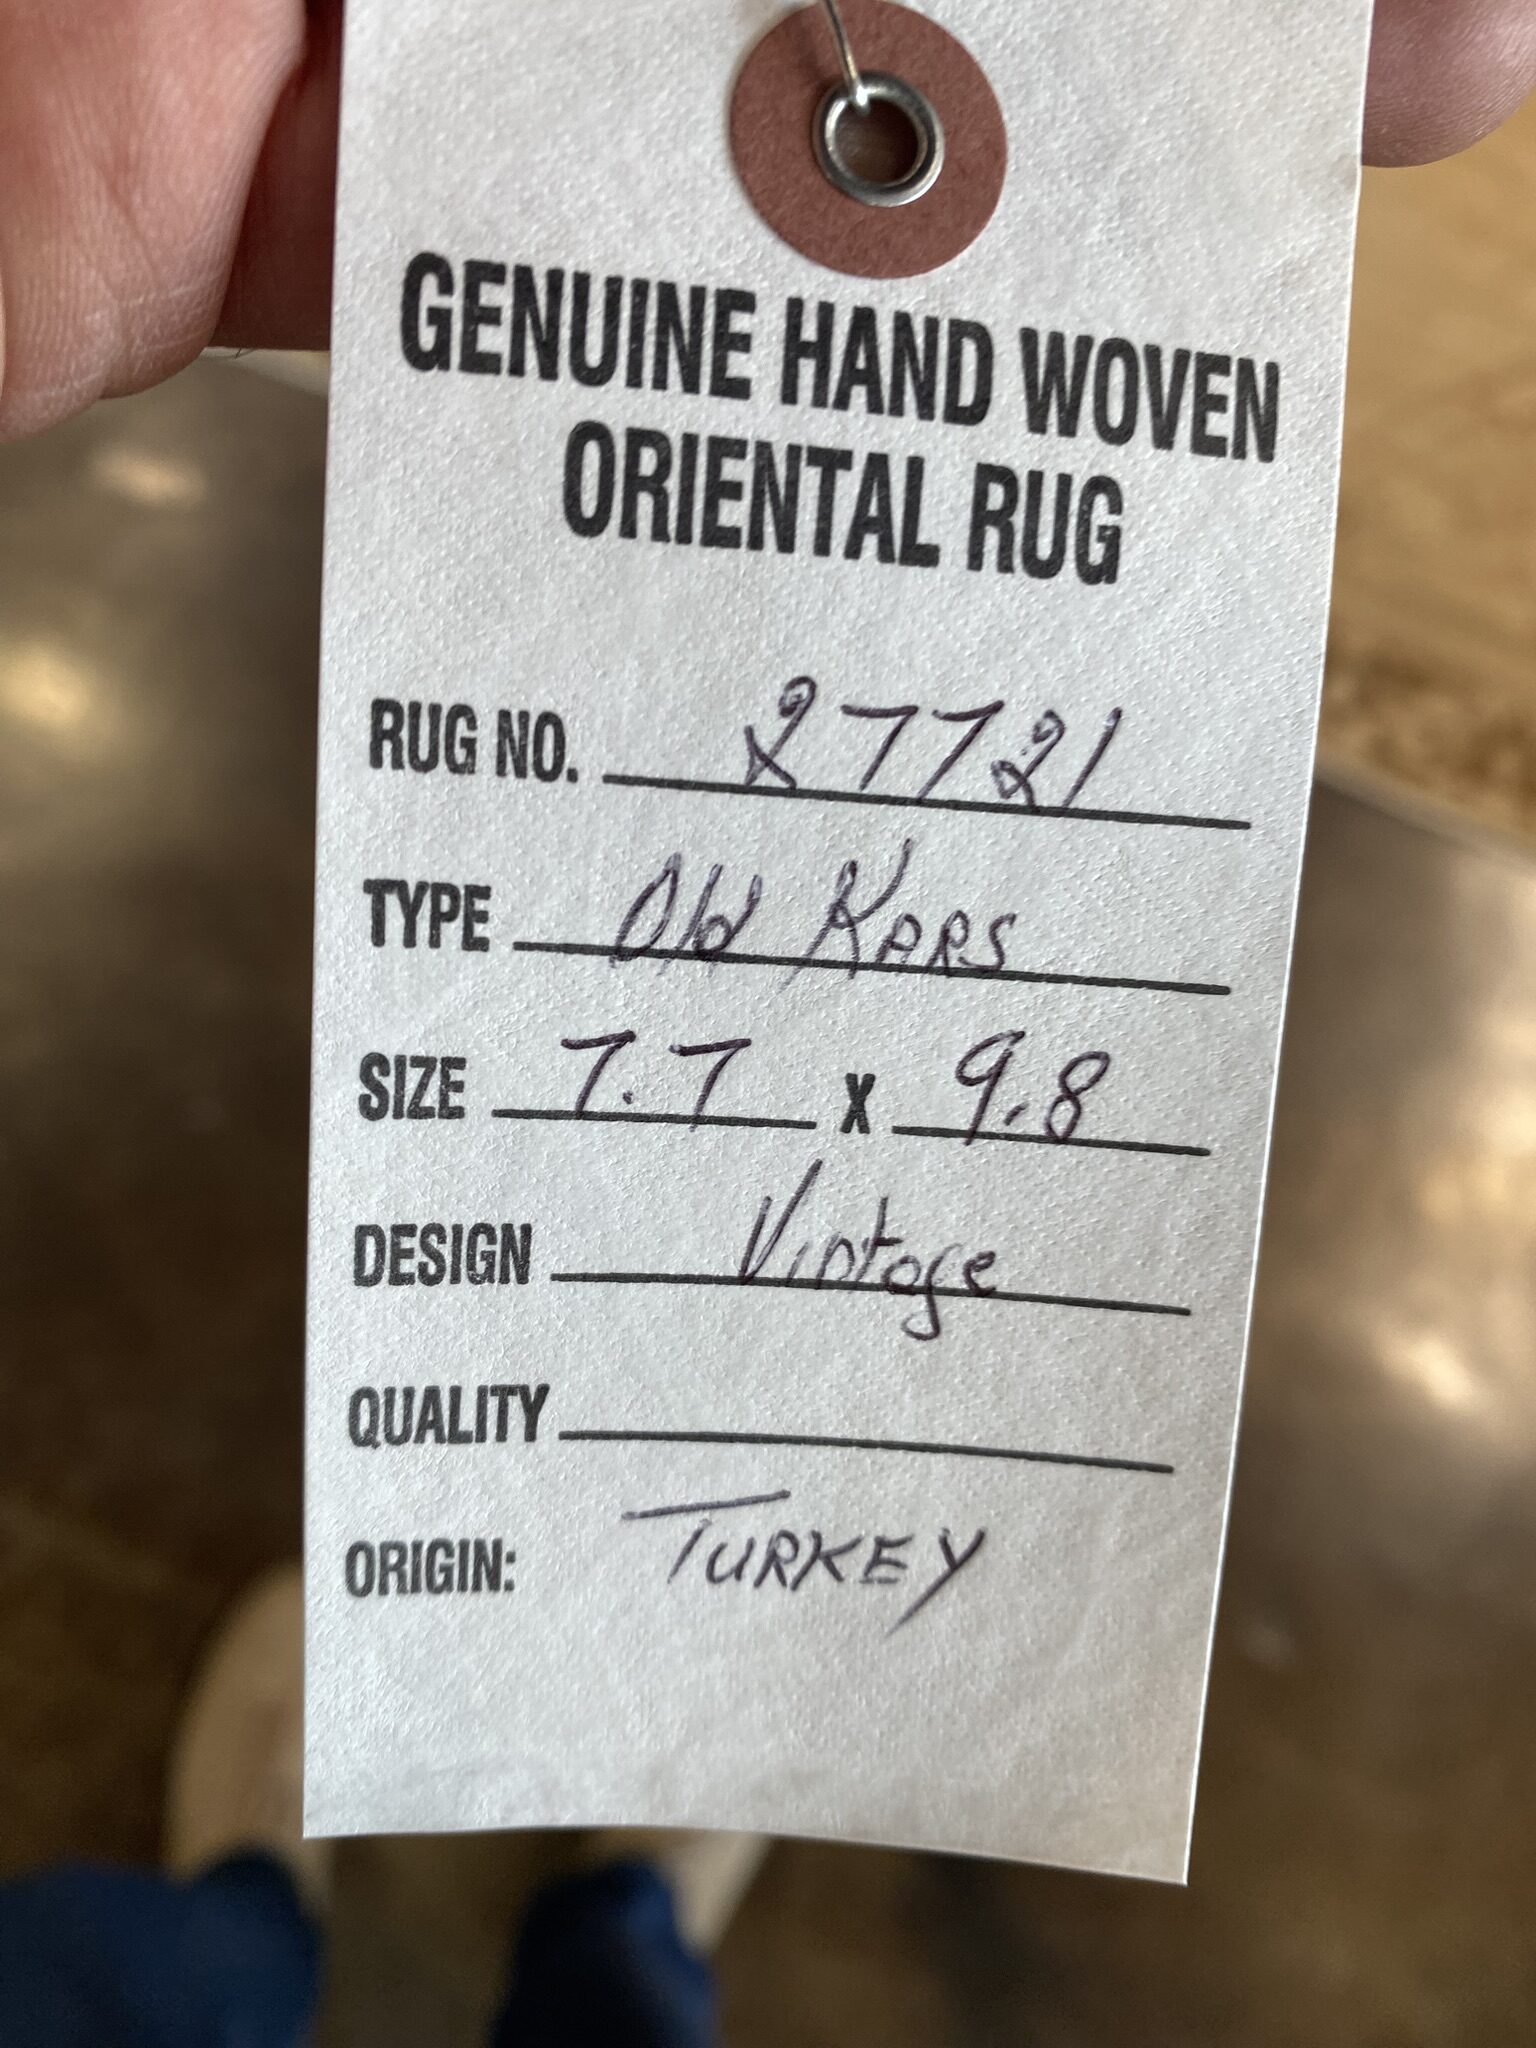 GENUINE HAND WOVEN
ORIENTAL RUG
RUG NO. 27721
TYPE Old KARS
SIZE 7.7 X 9.8
DESIGN Vintage
QUALITY
ORIGIN: TURKEY